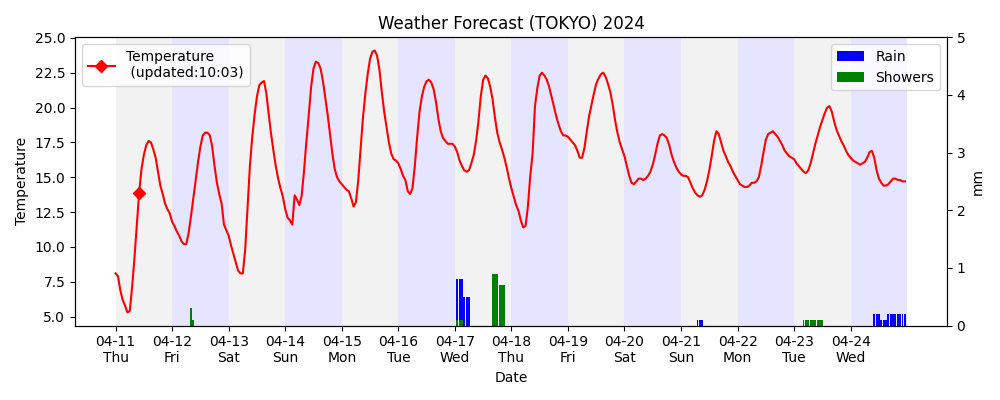 Weather Forecast (TOKYO) 2024
Temperature
(updated:10:03)
Rain
Showers
25.0
22.5
20.0
17.5
15.0
12.5
10.0
7.5
5.0
Temperature
5
4
3
2
1
0
mm
04-11 04-12 04-13 04-14 04-15 04-16 04-17 04-18 04-19 04-20 04-21 04-22 04-23 04-24
Thu Fri Sat Sun Mon Tue Wed Thu Fri Sat Sun Mon Tue Wed
Date